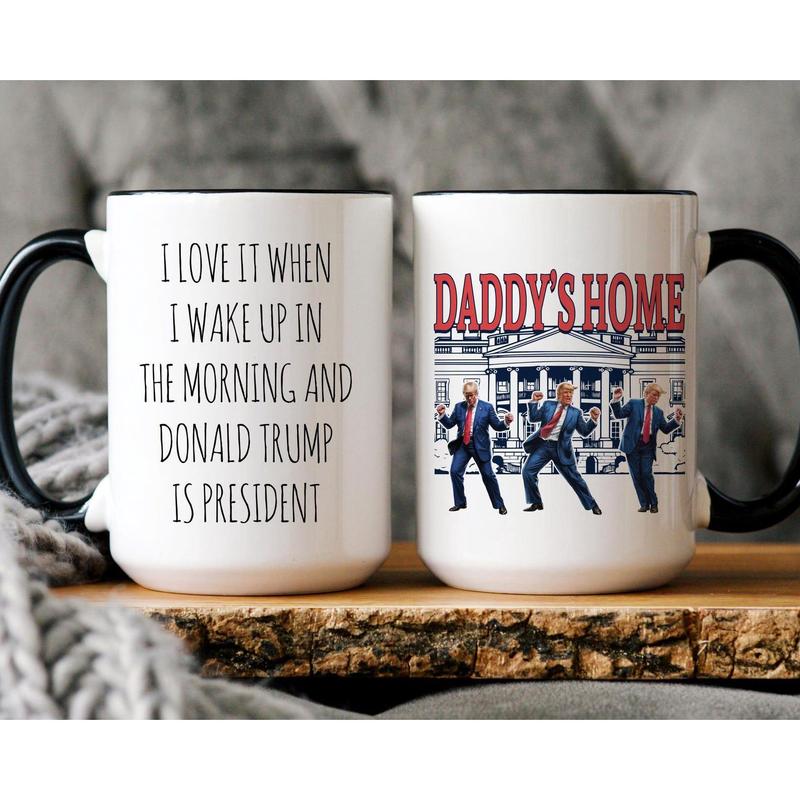 I LOVE IT WHEN
I WAKE UP IN
THE MORNING AND
DONALD TRUMP
IS PRESIDENT
DADDY'S HOME